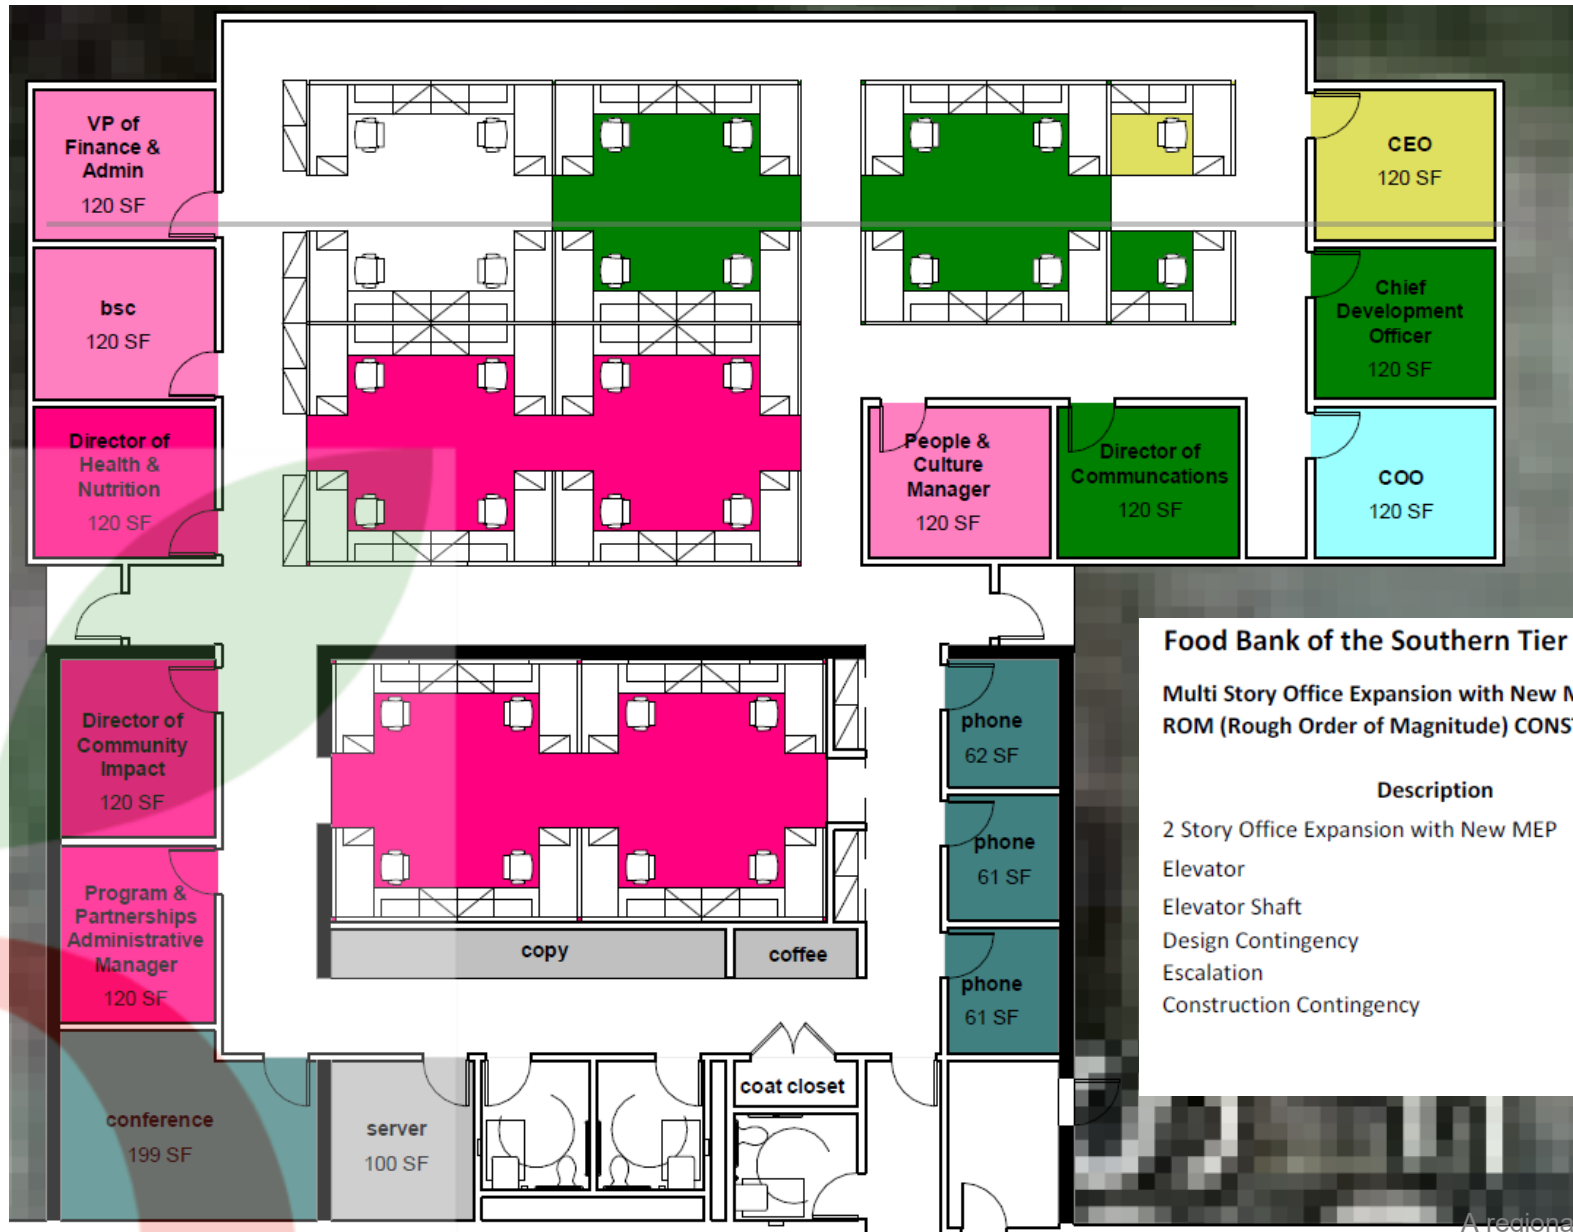 VP of
Finance &
Admin
120 SF
bsc
120 SF
Director of
Health &
Nutrition
120 SF
CEO
120 SF
Chief
Development
Officer
120 SF
People &
Culture
Manager
120 SF
Director of
Communcations
120 SF
COO
120 SF
Director of
Community
Impact
120 SF
Program &
Partnerships
Administrative
Manager
120 SF
phone
62 SF
phone
61 SF
phone
61 SF
copy
coffee
coat closet
conference
199 SF
server
100 SF
Food Bank of the Southern Tier
Multi Story Office Expansion with New M
ROM (Rough Order of Magnitude) CONS
Description
2 Story Office Expansion with New MEP
Elevator
Elevator Shaft
Design Contingency
Escalation
Construction Contingency
A regiona